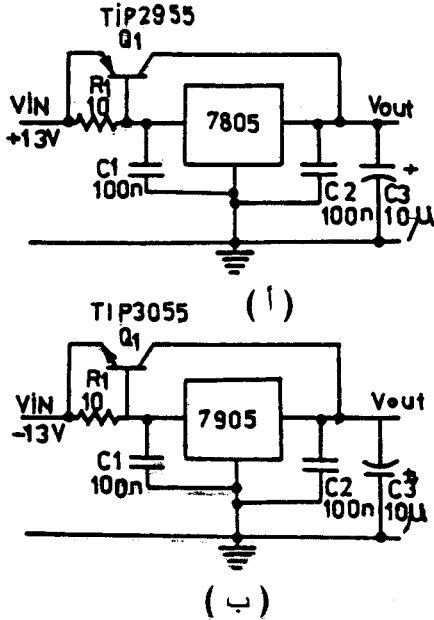 TiP2955
Q1
R1
10
ViN
+13V
7805
Vout
C1
100n
C2
100n
C3
10μ
+
(أ)
TIP3055
Q1
R1
10
ViN
-13V
7905
Vout
C1
100n
C2
100n
+
C3
10μ
(ب)